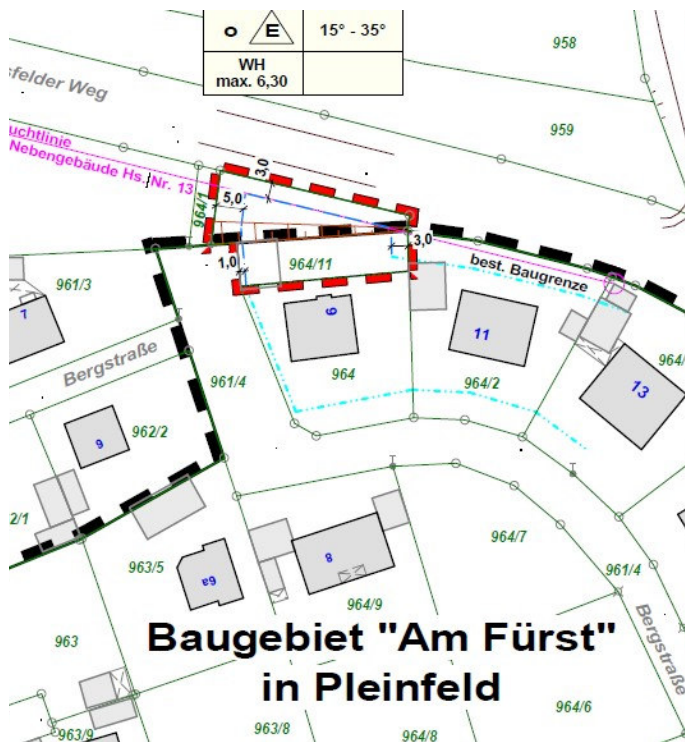 o E 15° - 35°
WH
max. 6,30
958
959
sfelder Weg
uchtlinie
Nebengebäude Hs. Nr. 13
964/1
3,0
5,0
1,0
3,0
964/11
best. Baugrenze
961/3
7
Bergstraße
961/4
9
964
11
964/2
13
964/
6
962/2
2/1
963/5
6a
8
964/9
964/7
961/4
Bergstraße
Baugebiet "Am Fürst"
in Pleinfeld
963
963/9
963/8
964/8
964/6